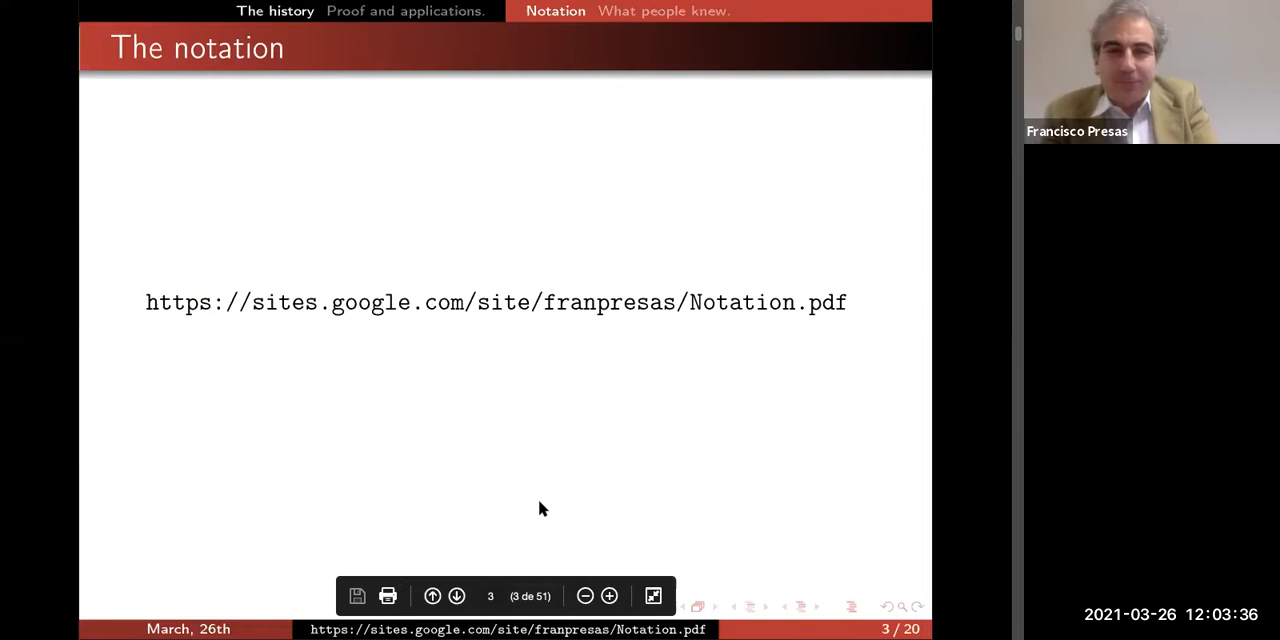 The history Proof and applications. Notation What people knew.
The notation
Francisco Presas
https://sites.google.com/site/franpresas/Notation.pdf
3 (3 de 51)
March, 26th https://sites.google.com/site/franpresas/Notation.pdf 3 / 20
2021-03-26 12:03:36